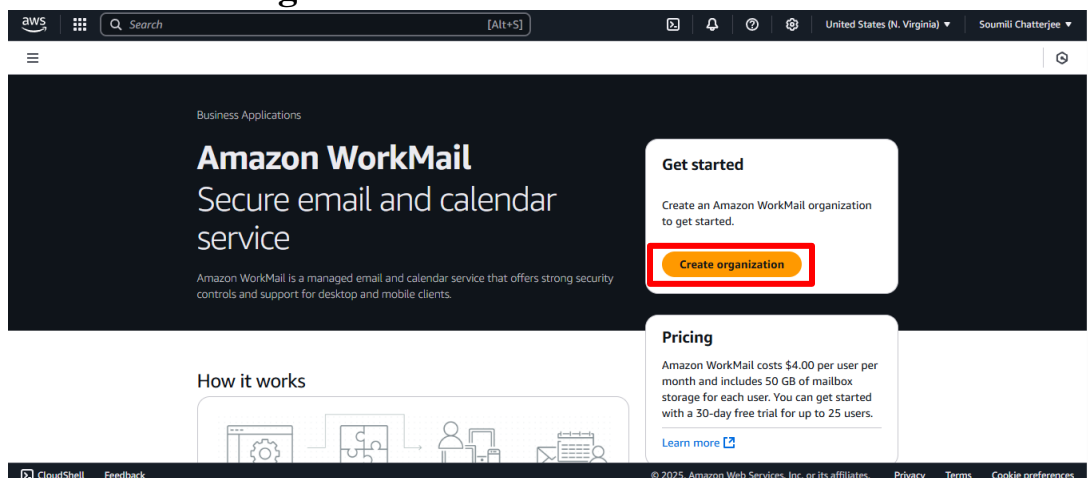 aws
Search
[Alt+S]
United States (N. Virginia)
Soumili Chatterjee
Business Applications
Amazon WorkMail
Secure email and calendar
service
Amazon WorkMail is a managed email and calendar service that offers strong security
controls and support for desktop and mobile clients.
Get started
Create an Amazon WorkMail organization
to get started.
Create organization
Pricing
Amazon WorkMail costs $4.00 per user per
month and includes 50 GB of mailbox
storage for each user. You can get started
with a 30-day free trial for up to 25 users.
Learn more
How it works
CloudShell Feedback
© 2025, Amazon Web Services, Inc. or its affiliates. Privacy Terms Cookie preferences